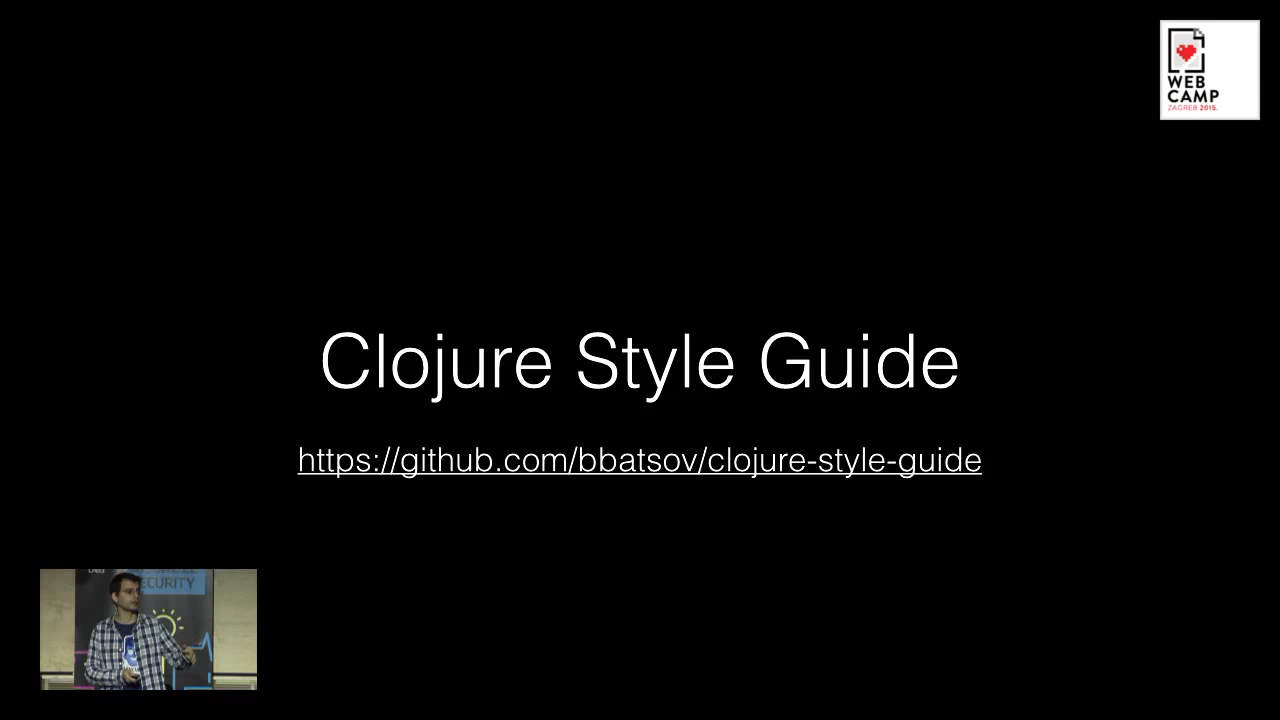 WEB
CAMP
ZAGREB 2015.
Clojure Style Guide
https://github.com/bbatsov/clojure-style-guide